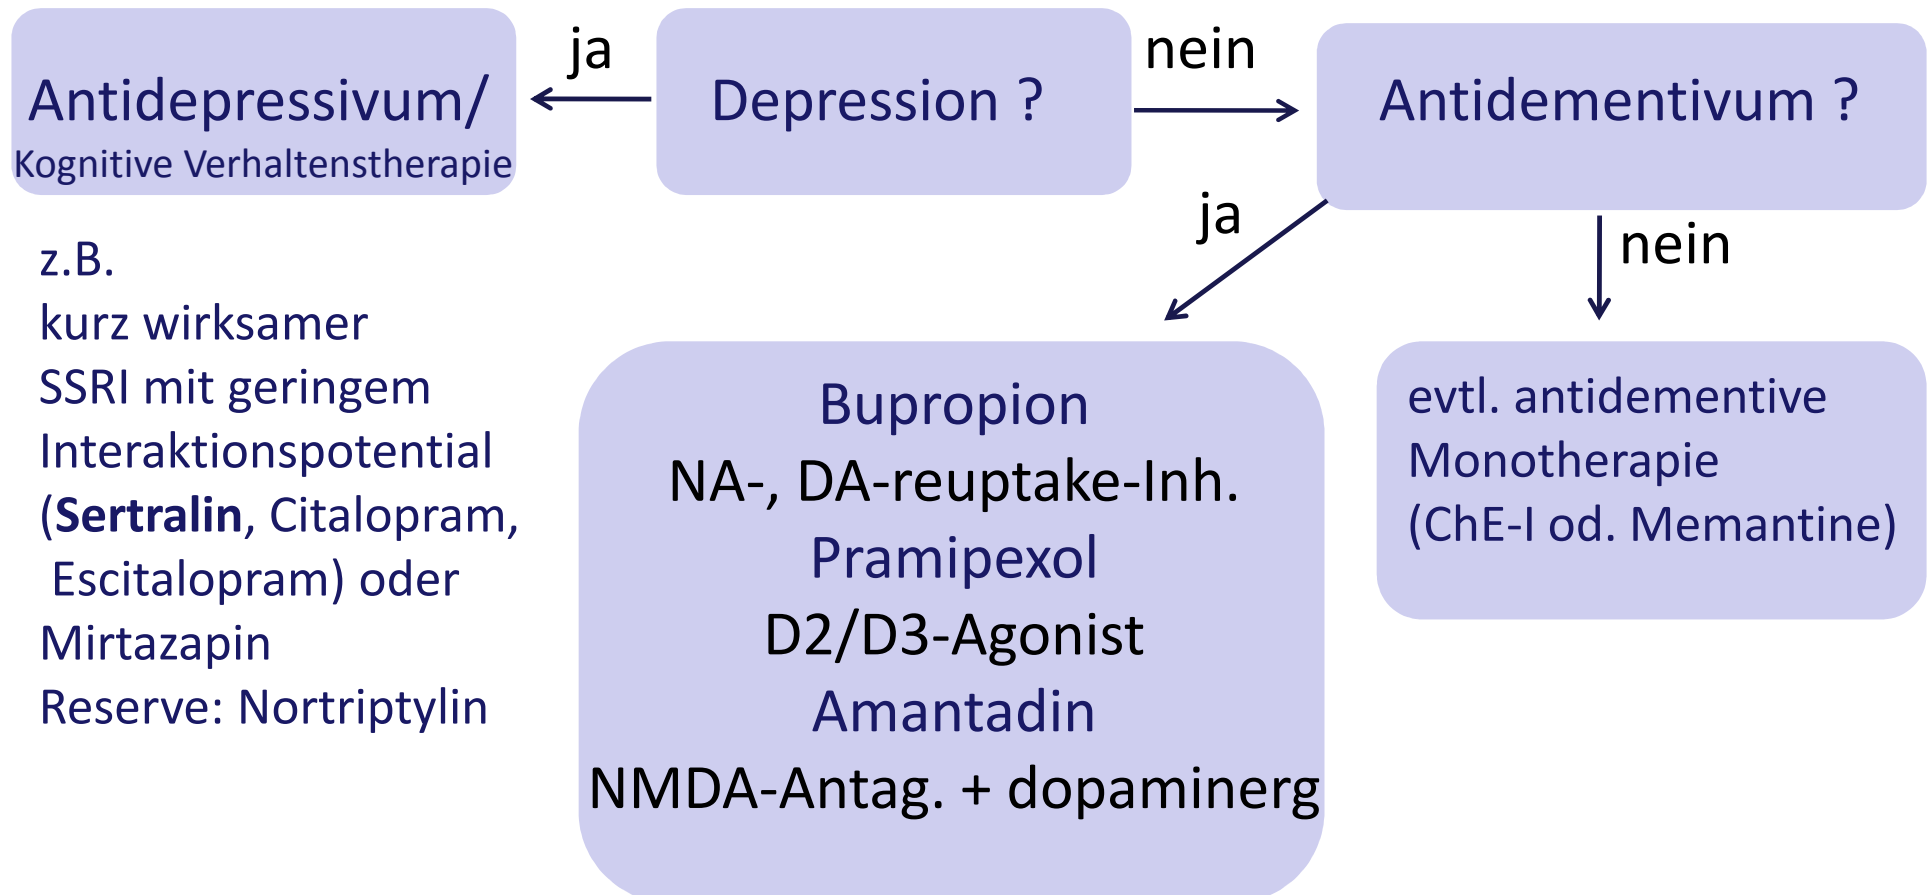 Antidepressivum/
Kognitive Verhaltenstherapie
ja
Depression ?
nein
Antidementivum ?
z.B.
kurz wirksamer
SSRI mit geringem
Interaktionspotential
(Sertralin, Citalopram,
Escitalopram) oder
Mirtazapin
Reserve: Nortriptylin
ja
nein
Bupropion
NA-, DA-reuptake-Inh.
Pramipexol
D2/D3-Agonist
Amantadin
NMDA-Antag. + dopaminerg
evtl. antidementive
Monotherapie
(ChE-I od. Memantine)